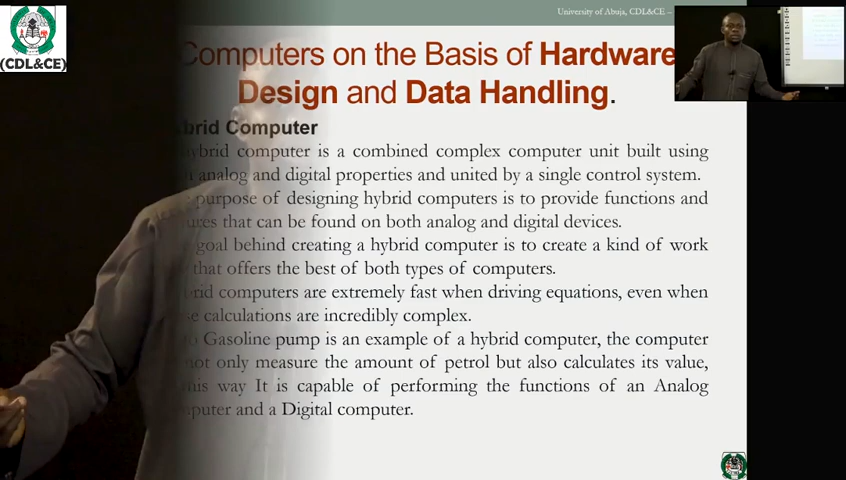 University of Abuja, CDL&CE –
(CDL&CE)
Computers on the Basis of Hardware
Design and Data Handling.
brid Computer
hybrid computer is a combined complex computer unit built using
analog and digital properties and united by a single control system.
purpose of designing hybrid computers is to provide functions and
ures that can be found on both analog and digital devices.
goal behind creating a hybrid computer is to create a kind of work
that offers the best of both types of computers.
rid computers are extremely fast when driving equations, even when
calculations are incredibly complex.
Gasoline pump is an example of a hybrid computer, the computer
not only measure the amount of petrol but also calculates its value,
this way It is capable of performing the functions of an Analog
puter and a Digital computer.